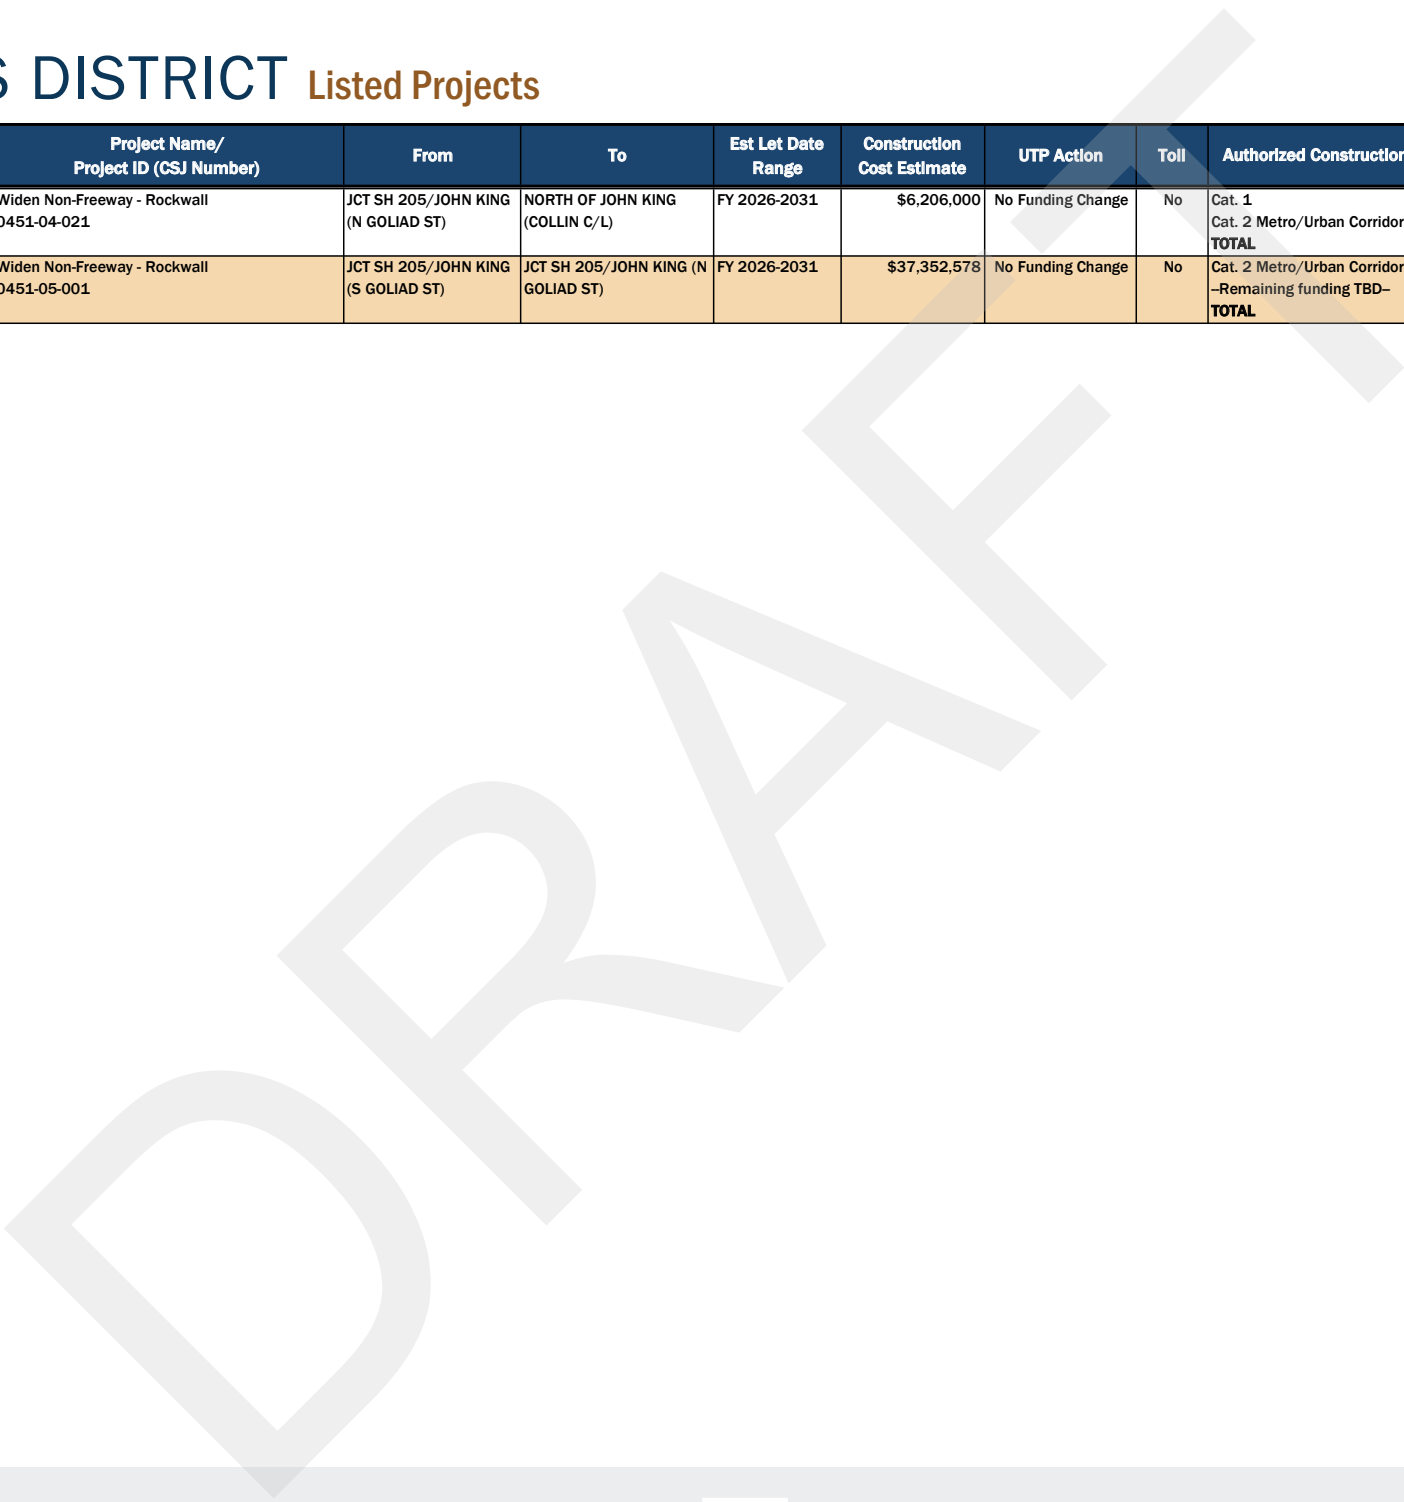 S DISTRICT Listed Projects
Project Name/
Project ID (CSJ Number)
From
To
Est Let Date
Range
Construction
Cost Estimate
UTP Action
Toll
Authorized Construction
Widen Non-Freeway - Rockwall
0451-04-021
JCT SH 205/JOHN KING
(N GOLIAD ST)
NORTH OF JOHN KING
(COLLIN C/L)
FY 2026-2031
$6,206,000
No Funding Change
No
Cat. 1
Cat. 2 Metro/Urban Corridor
TOTAL
Widen Non-Freeway - Rockwall
0451-05-001
JCT SH 205/JOHN KING
(S GOLIAD ST)
JCT SH 205/JOHN KING (N
GOLIAD ST)
FY 2026-2031
$37,352,578
No Funding Change
No
Cat. 2 Metro/Urban Corridor
--Remaining funding TBD--
TOTAL
DRAFT